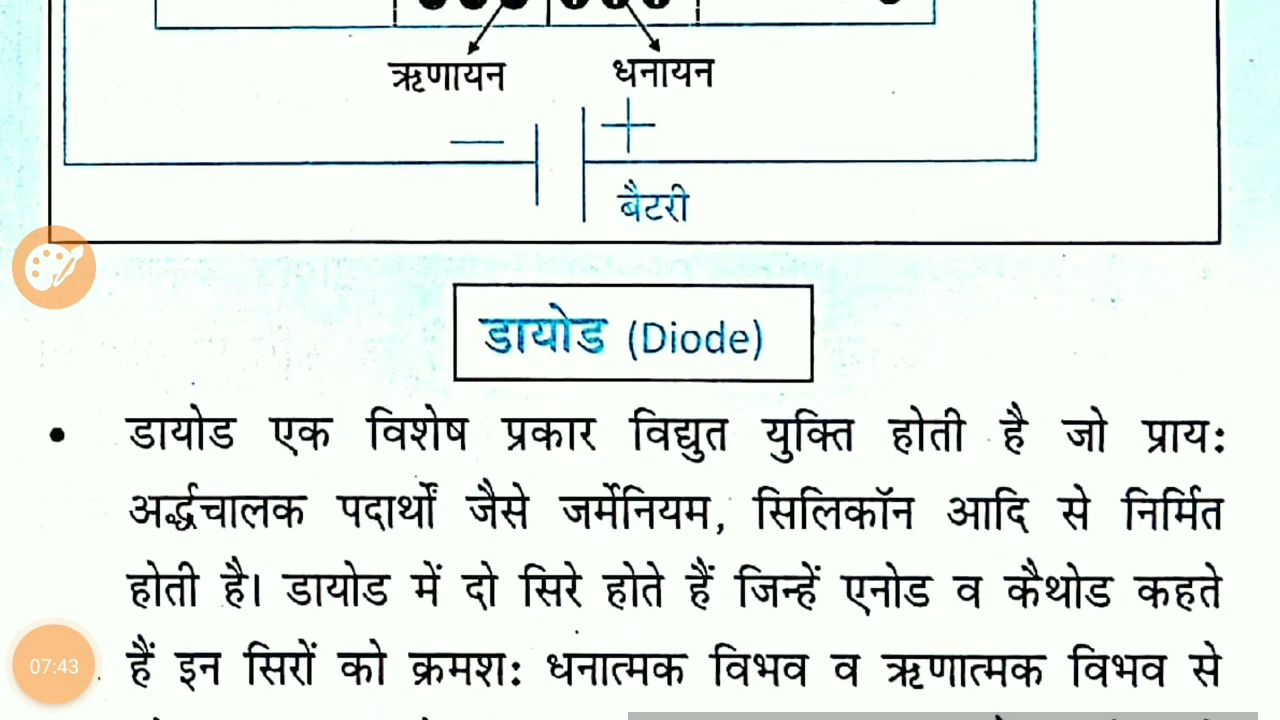 ऋणायन धनायन
− +
बैटरी
डायोड (Diode)
• डायोड एक विशेष प्रकार विद्युत युक्ति होती है जो प्राय:
अर्द्धचालक पदार्थों जैसे जर्मेनियम, सिलिकॉन आदि से निर्मित
होती है। डायोड में दो सिरे होते हैं जिन्हें एनोड व कैथोड कहते
07:43
हैं इन सिरों को क्रमश: धनात्मक विभव व ऋणात्मक विभव से